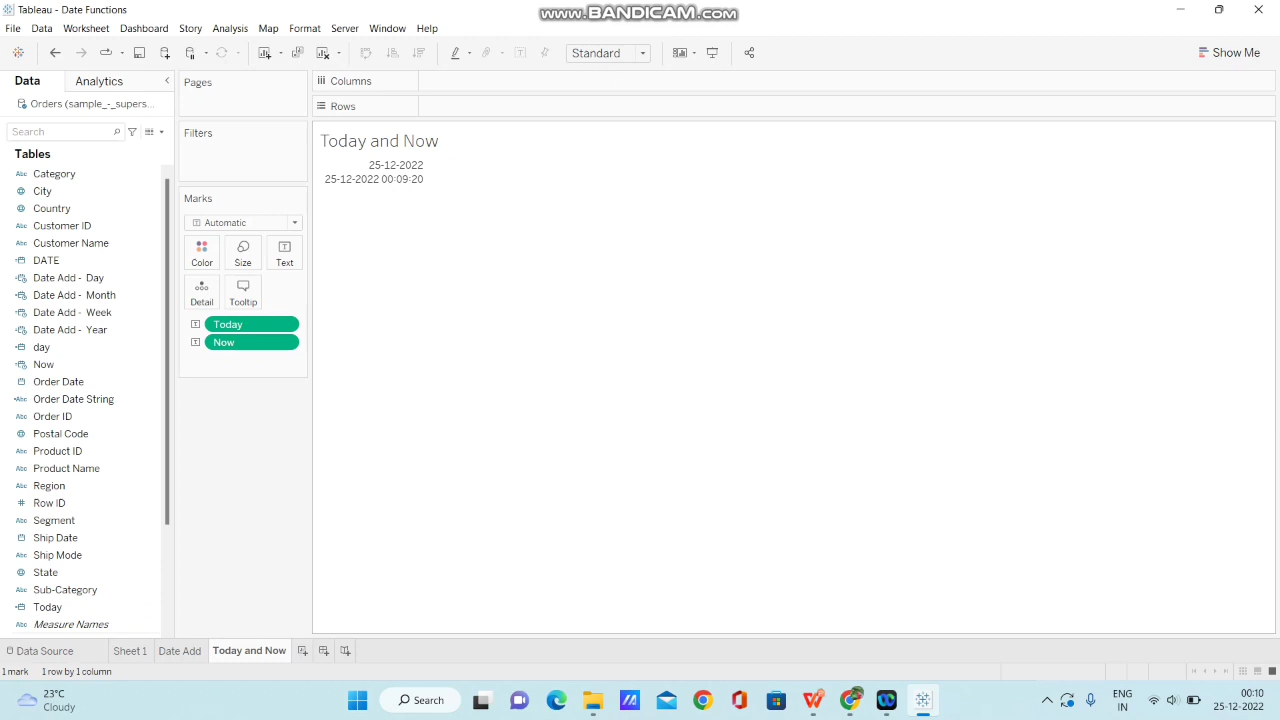 Tableau - Date Functions
www.BANDICAM.com
File Data Worksheet Dashboard Story Analysis Map Format Server Window Help
Standard
Show Me
Data Analytics
Orders (sample_-_supers...
Search
Tables
Category
City
Country
Customer ID
Customer Name
DATE
Date Add - Day
Date Add - Month
Date Add - Week
Date Add - Year
day
Now
Order Date
Order Date String
Order ID
Postal Code
Product ID
Product Name
Region
Row ID
Segment
Ship Date
Ship Mode
State
Sub-Category
Today
Measure Names
Pages
Filters
Marks
Automatic
Color Size Text
Detail Tooltip
Today
Now
Columns
Rows
Today and Now
25-12-2022
25-12-2022 00:09:20
Data Source Sheet 1 Date Add Today and Now
1 mark 1 row by 1 column
23°C
Cloudy
Search
ENG
IN
00:10
25-12-2022